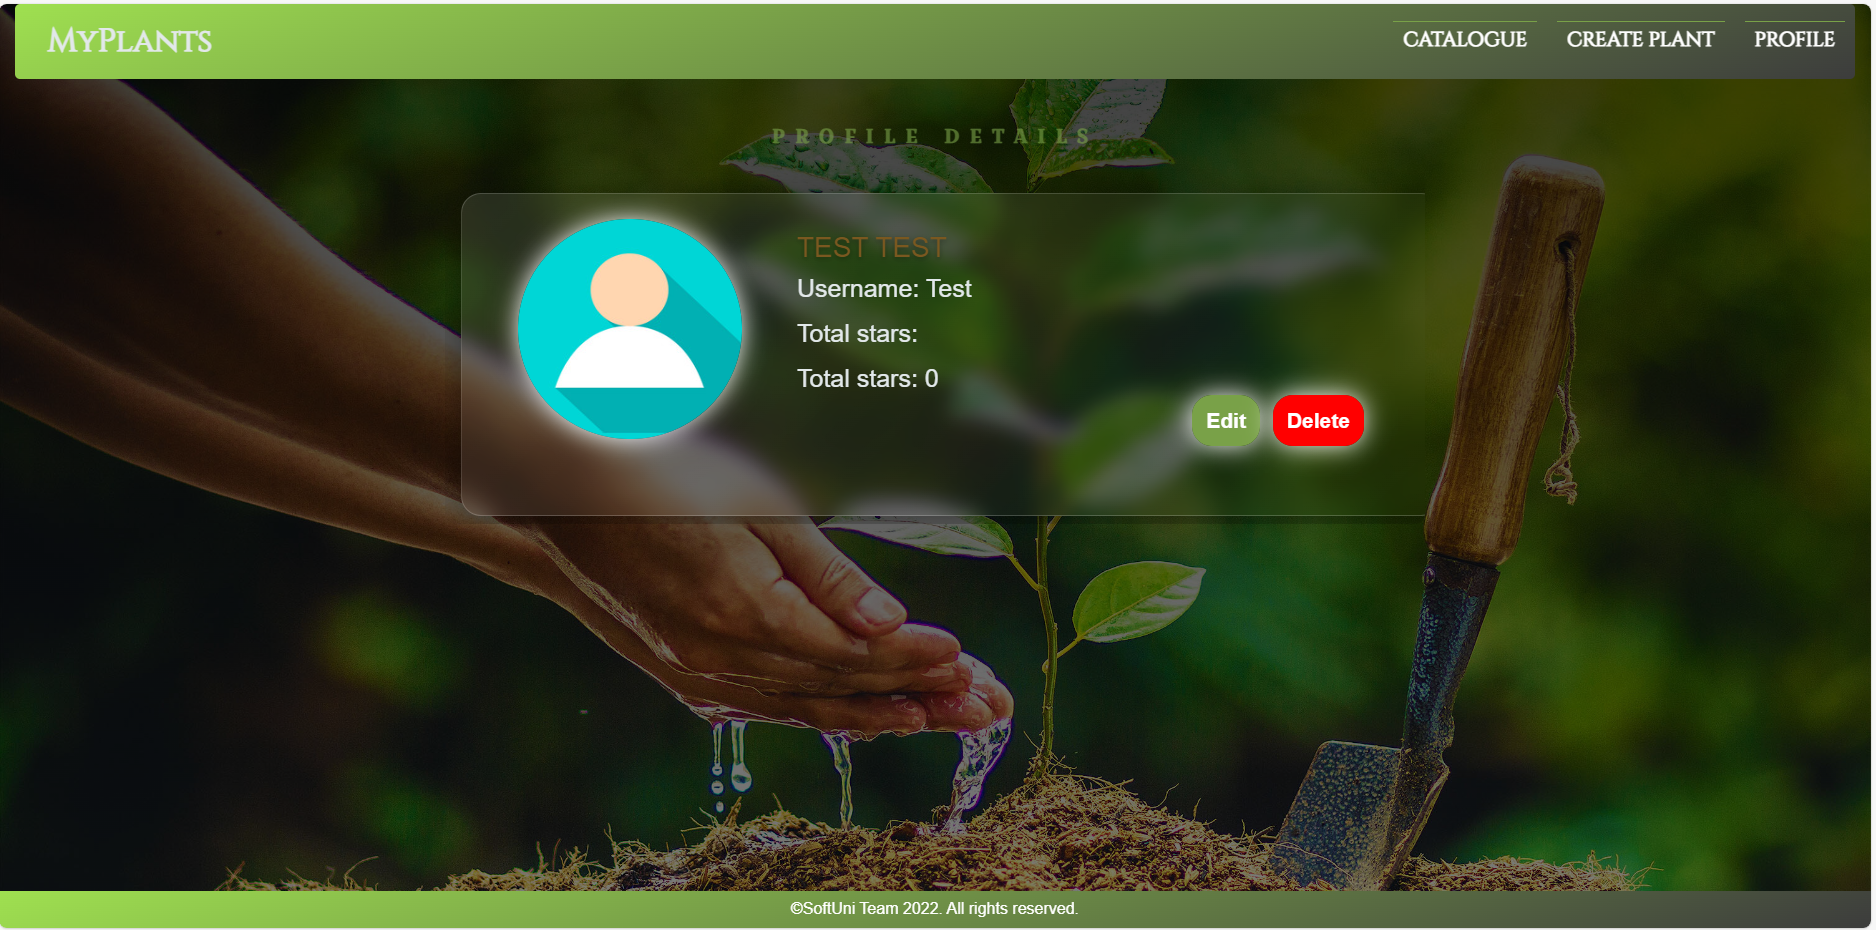 MyPlants
CATALOGUE CREATE PLANT PROFILE
PROFILE DETAILS
TEST TEST
Username: Test
Total stars:
Total stars: 0
Edit Delete
©SoftUni Team 2022. All rights reserved.